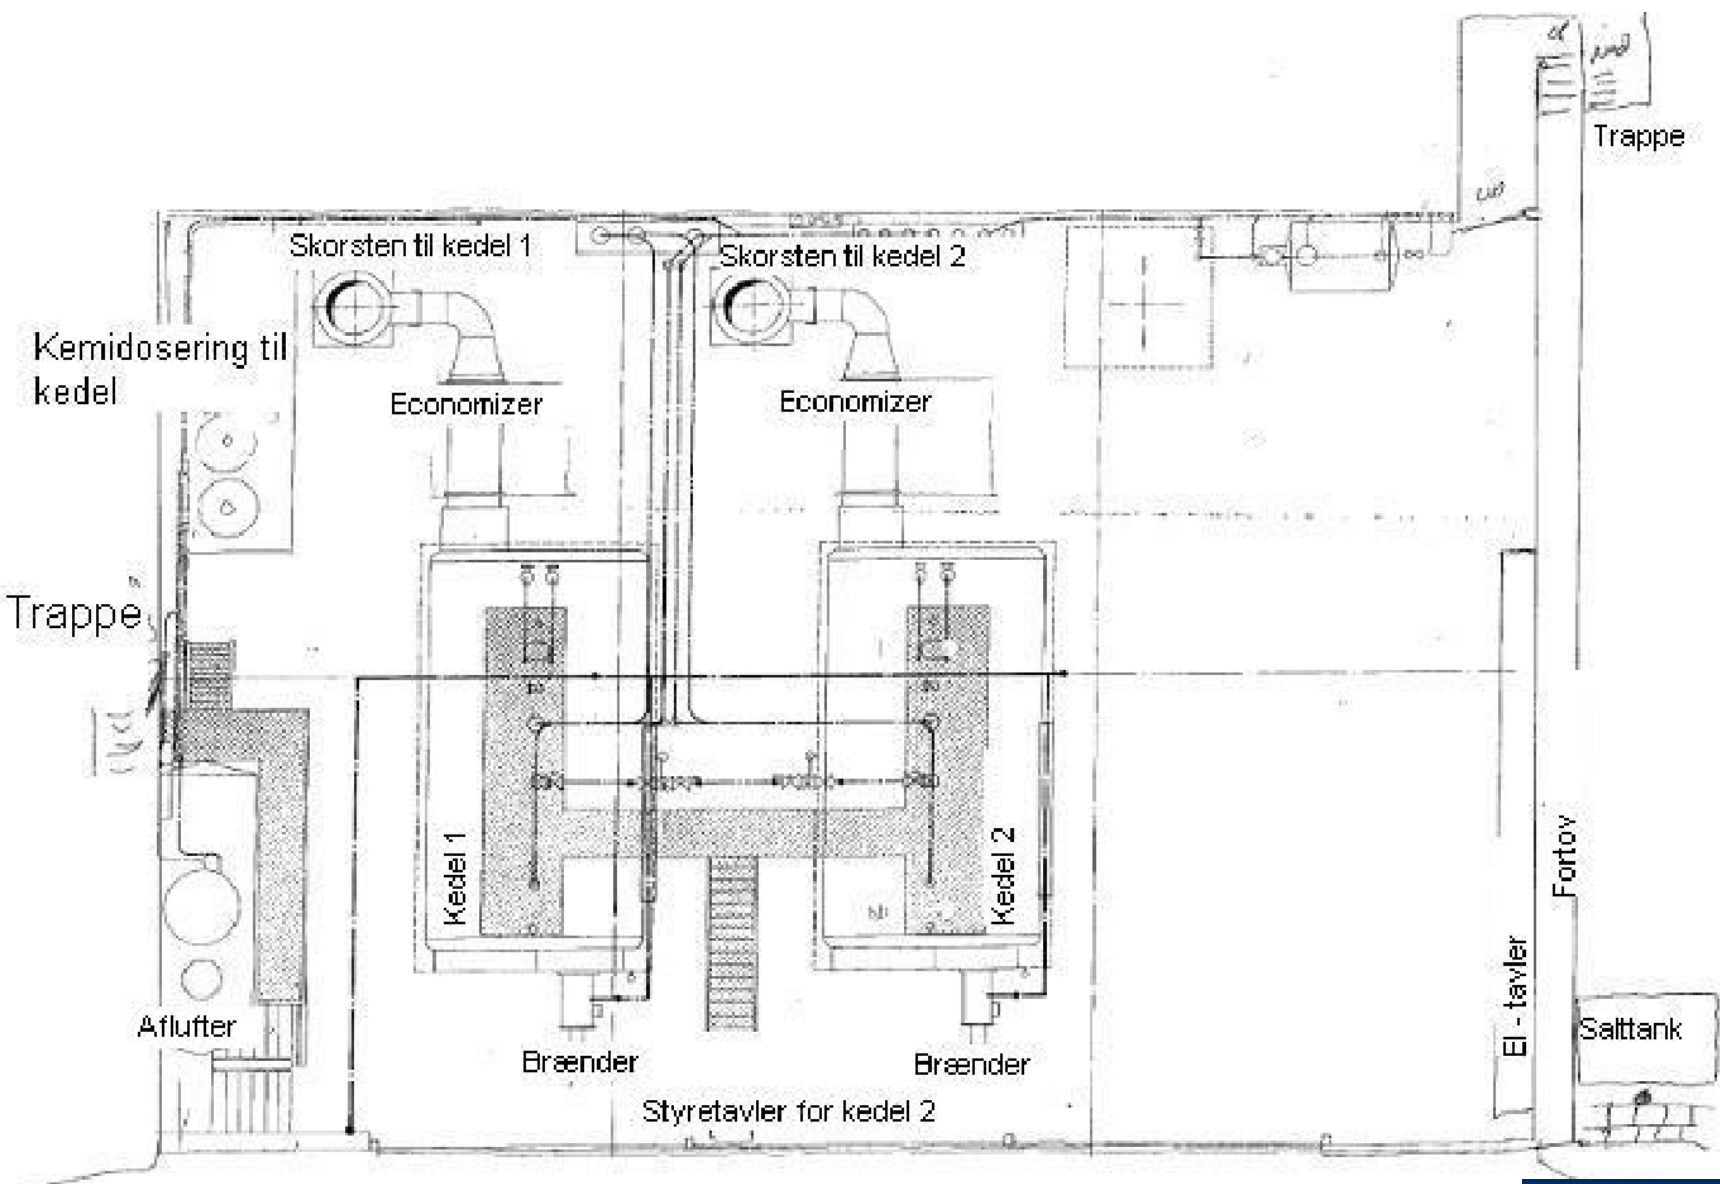 Trappe
Skorsten til kedel 1
Skorsten til kedel 2
Kemidosering til
kedel
Economizer
Economizer
Trappe
Kedel 1
Kedel 2
Fortov
El - tavler
Aflufter
Salttank
Brænder
Brænder
Styretavler for kedel 2